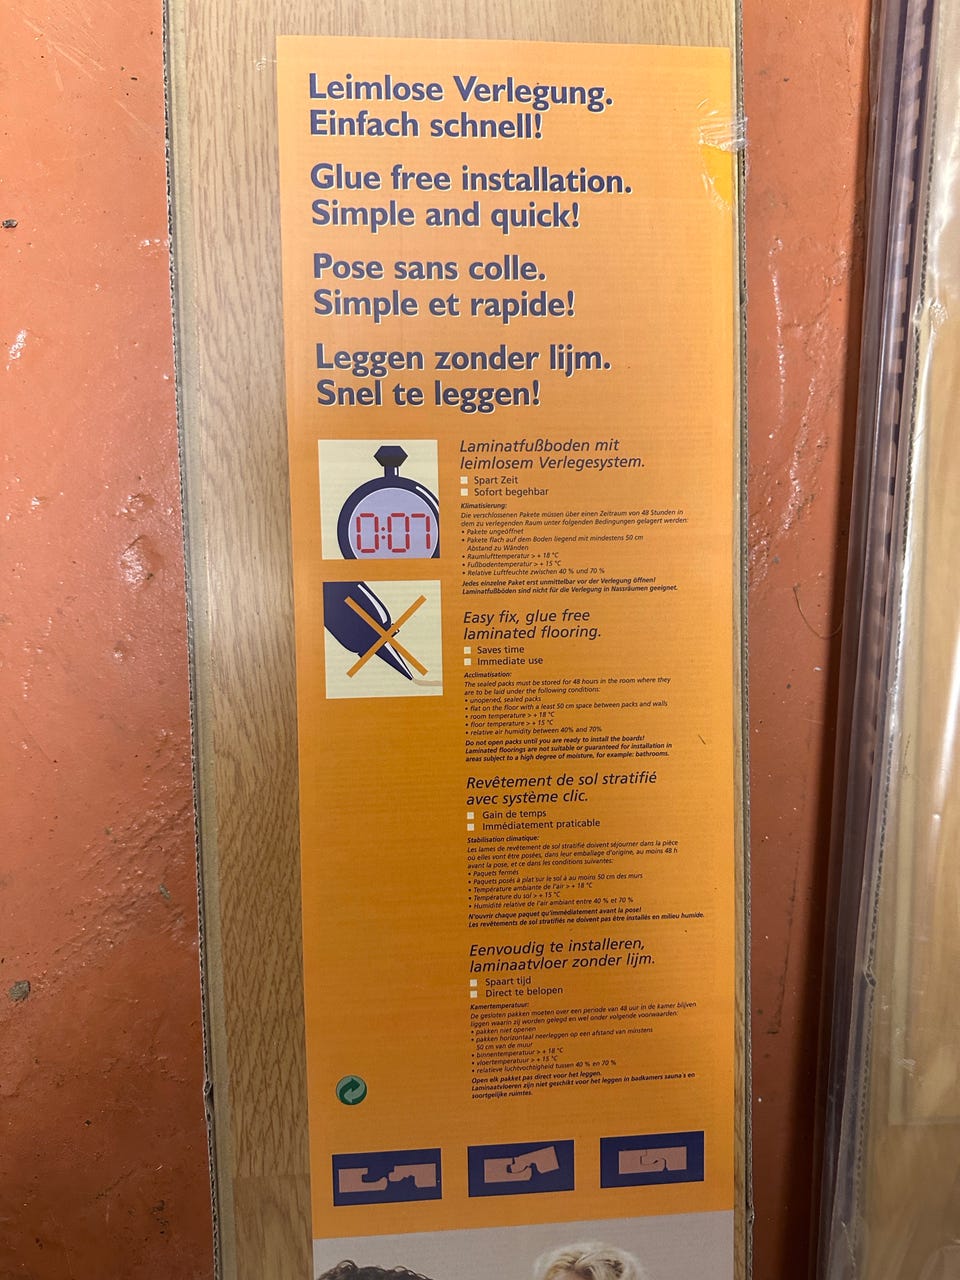 Leimlose Verlegung.
Einfach schnell!
Glue free installation.
Simple and quick!
Pose sans colle.
Simple et rapide!
Leggen zonder lijm.
Snel te leggen!
0:07
Laminatfußboden mit
leimlosem Verlegesystem.
Spart Zeit
Sofort begehbar
Klimatisierung:
Die verschlossenen Pakete müssen über einen Zeitraum von 48 Stunden in
dem zu verlegenden Raum unter folgenden Bedingungen gelagert werden:
• Pakete ungeöffnet
• Pakete flach auf dem Boden liegend mit mindestens 50 cm
Abstand zu Wänden
• Raumlufttemperatur > + 18 °C
• Fußbodentemperatur > + 15 °C
• Relative Luftfeuchte zwischen 40 % und 70 %
Jedes einzelne Paket erst unmittelbar vor der Verlegung öffnen!
Laminatfußböden sind nicht für die Verlegung in Nassräumen geeignet.
Easy fix, glue free
laminated flooring.
Saves time
Immediate use
Acclimatisation:
The sealed packs must be stored for 48 hours in the room where they
are to be laid under the following conditions:
• unopened, sealed packs
• flat on the floor with a least 50 cm space between packs and walls
• room temperature > + 18 °C
• floor temperature > + 15 °C
• relative air humidity between 40% and 70%
Do not open packs until you are ready to install the boards!
Laminated floorings are not suitable or guaranteed for installation in
areas subject to a high degree of moisture, for example: bathrooms.
Revêtement de sol stratifié
avec système clic.
Gain de temps
Immédiatement praticable
Stabilisation climatique:
Les lames de revêtement de sol stratifié doivent séjourner dans la pièce
où elles vont être posées, dans leur emballage d'origine, au moins 48 h
avant la pose, et ce dans les conditions suivantes:
• Paquets fermés
• Paquets posés à plat sur le sol à au moins 50 cm des murs
• Température ambiante de l'air > + 18 °C
• Température du sol > + 15 °C
• Humidité relative de l'air ambiant entre 40 % et 70 %
N'ouvrir chaque paquet qu'immédiatement avant la pose!
Les revêtements de sol stratifiés ne doivent pas être installés en milieu humide.
Eenvoudig te installeren,
laminaatvloer zonder lijm.
Spaart tijd
Direct te belopen
Kamertemperatuur:
De gesloten pakken moeten over een periode van 48 uur in de kamer blijven
liggen waarin zij worden gelegd en wel onder volgende voorwaarden:
• pakken niet openen
• pakken horizontaal neerleggen op een afstand van minstens
50 cm van de muur
• binnentemperatuur > + 18 °C
• vloertemperatuur > + 15 °C
• relatieve luchtvochtigheid tussen 40 % en 70 %
Open elk pakket pas direct voor het leggen.
Laminaatvloeren zijn niet geschikt voor het leggen in badkamers sauna's en
soortgelijke ruimtes.